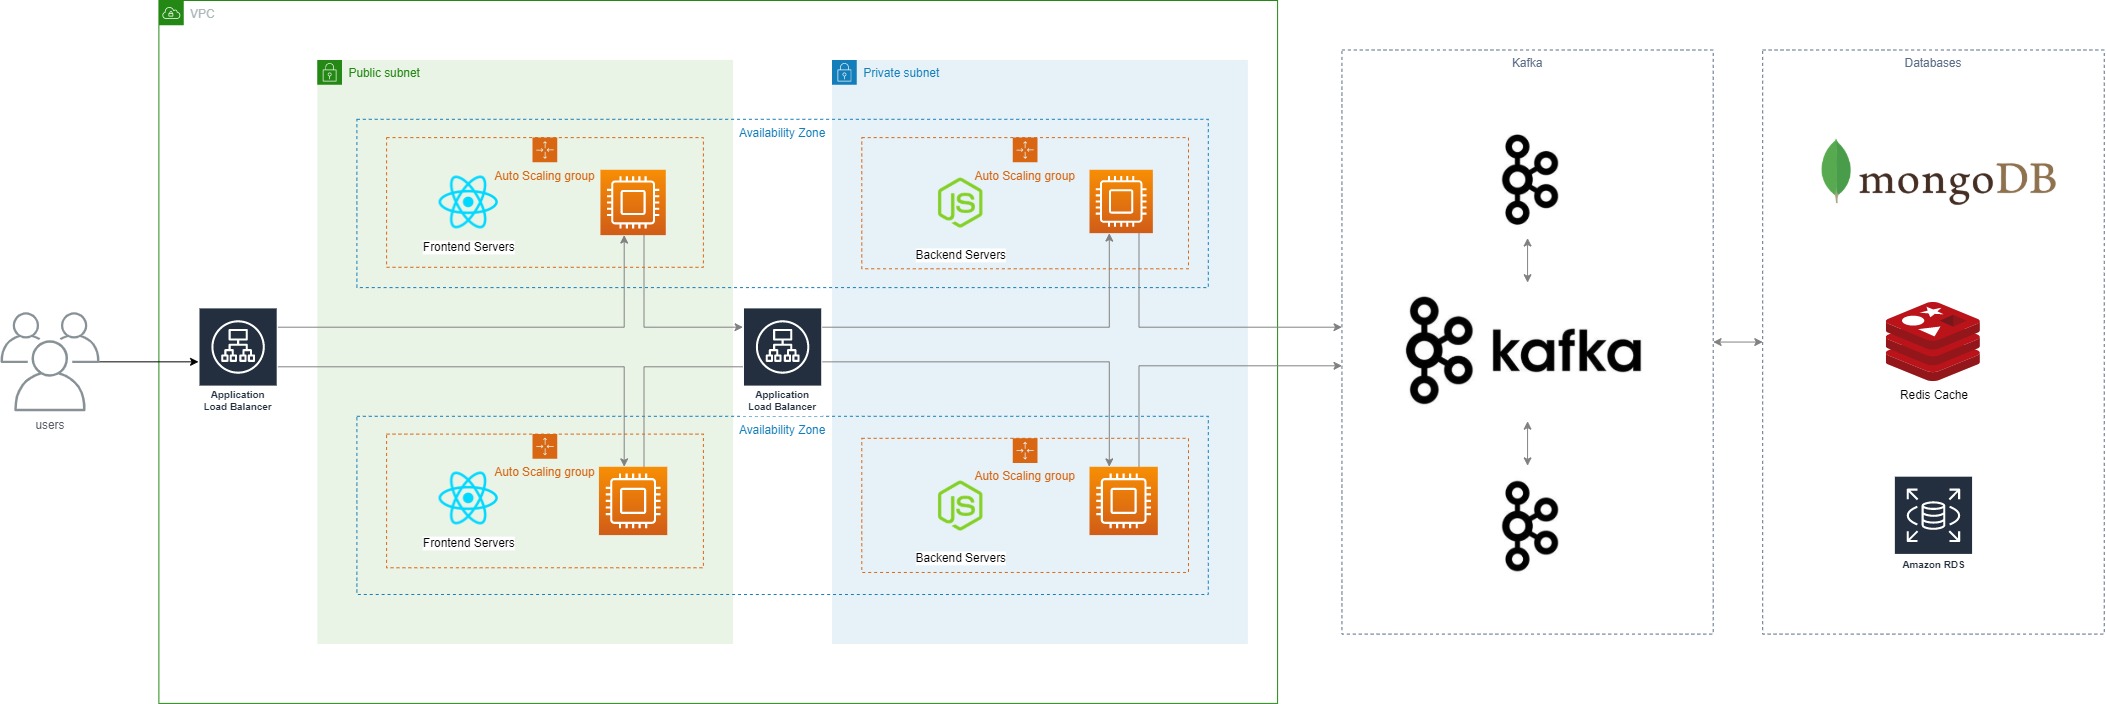 VPC
Public subnet
Private subnet
Kafka
Databases
Availability Zone
Auto Scaling group
Frontend Servers
Auto Scaling group
JS
Backend Servers
mongoDB
users
Application
Load Balancer
Application
Load Balancer
kafka
Redis Cache
Availability Zone
Auto Scaling group
Frontend Servers
Auto Scaling group
JS
Backend Servers
Amazon RDS